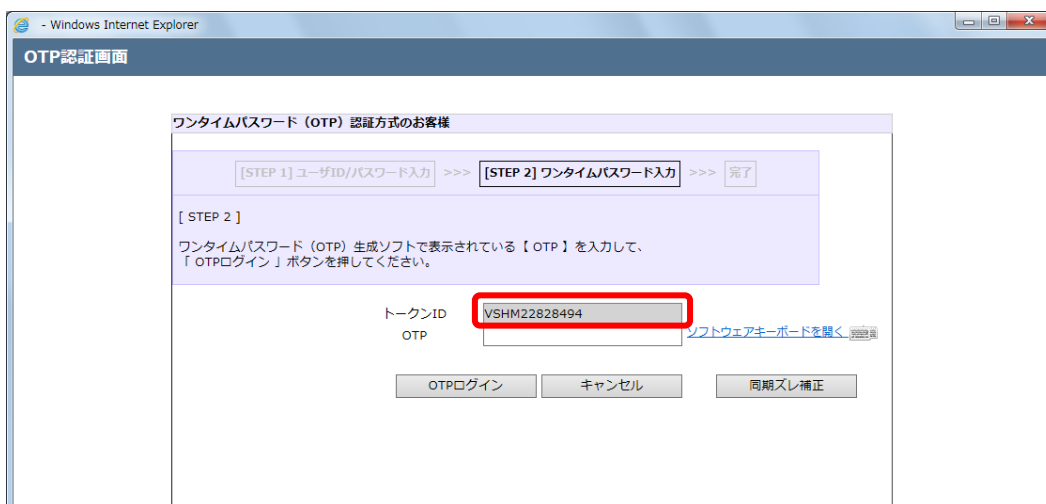 - Windows Internet Explorer
OTP認証画面
ワンタイムパスワード（OTP）認証方式のお客様
[STEP 1] ユーザID/パスワード入力 >>> [STEP 2] ワンタイムパスワード入力 >>> 完了
[ STEP 2 ]
ワンタイムパスワード（OTP）生成ソフトで表示されている【 OTP 】を入力して、
「 OTPログイン 」ボタンを押してください。
トークンID VSHM22828494
OTP ソフトウェアキーボードを開く
OTPログイン キャンセル 同期ズレ補正